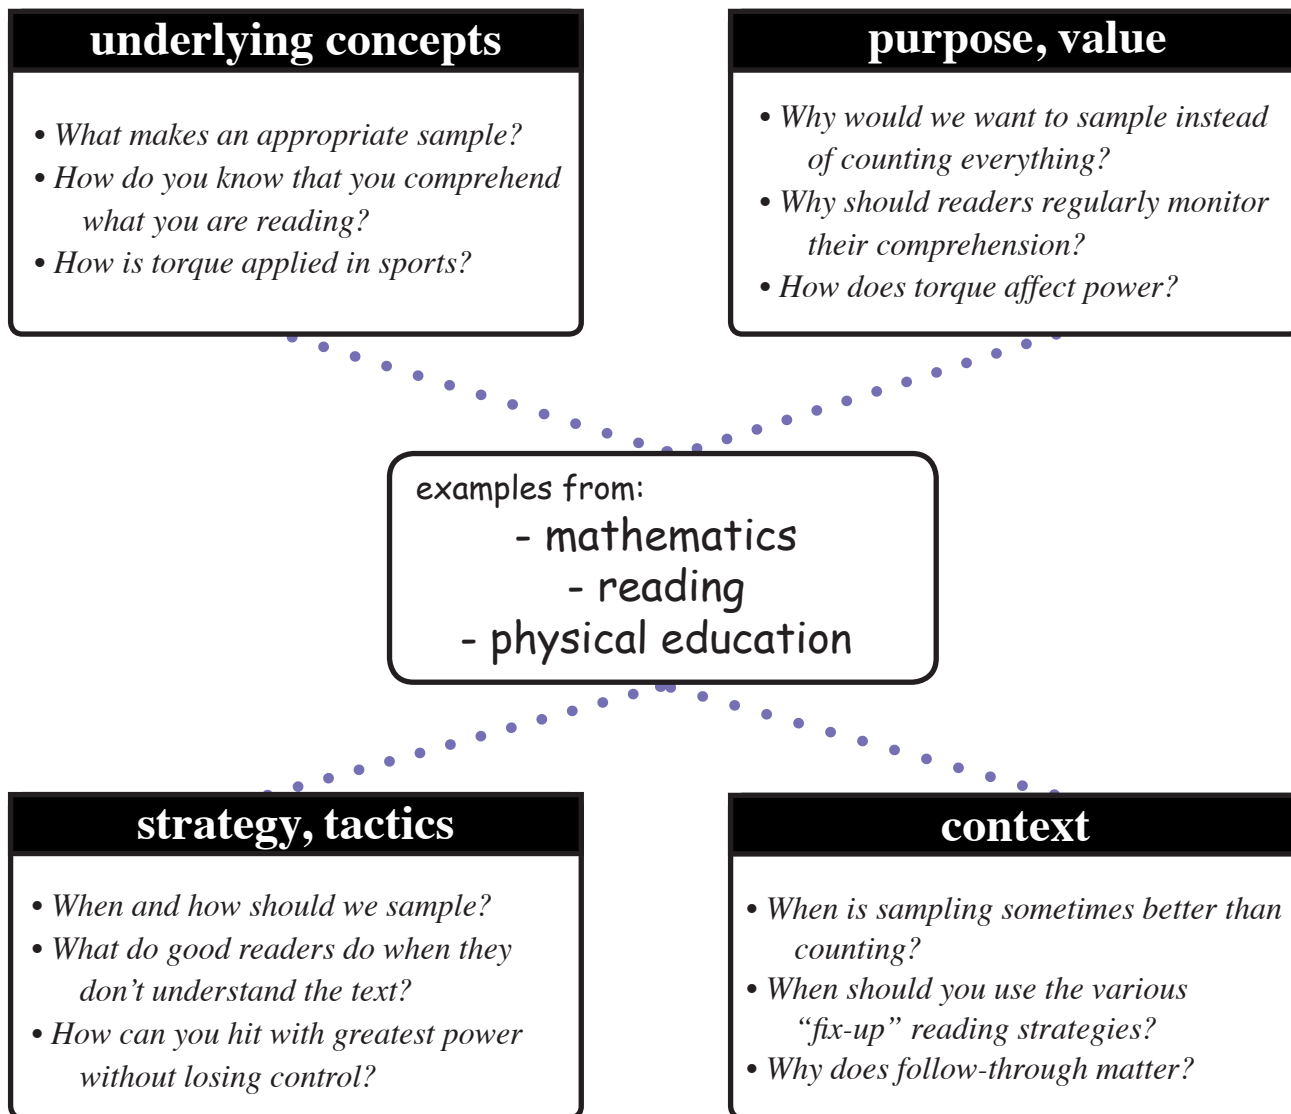 underlying concepts
• What makes an appropriate sample?
• How do you know that you comprehend
what you are reading?
• How is torque applied in sports?
purpose, value
• Why would we want to sample instead
of counting everything?
• Why should readers regularly monitor
their comprehension?
• How does torque affect power?
examples from:
- mathematics
- reading
- physical education
strategy, tactics
• When and how should we sample?
• What do good readers do when they
don’t understand the text?
• How can you hit with greatest power
without losing control?
context
• When is sampling sometimes better than
counting?
• When should you use the various
“fix-up” reading strategies?
• Why does follow-through matter?